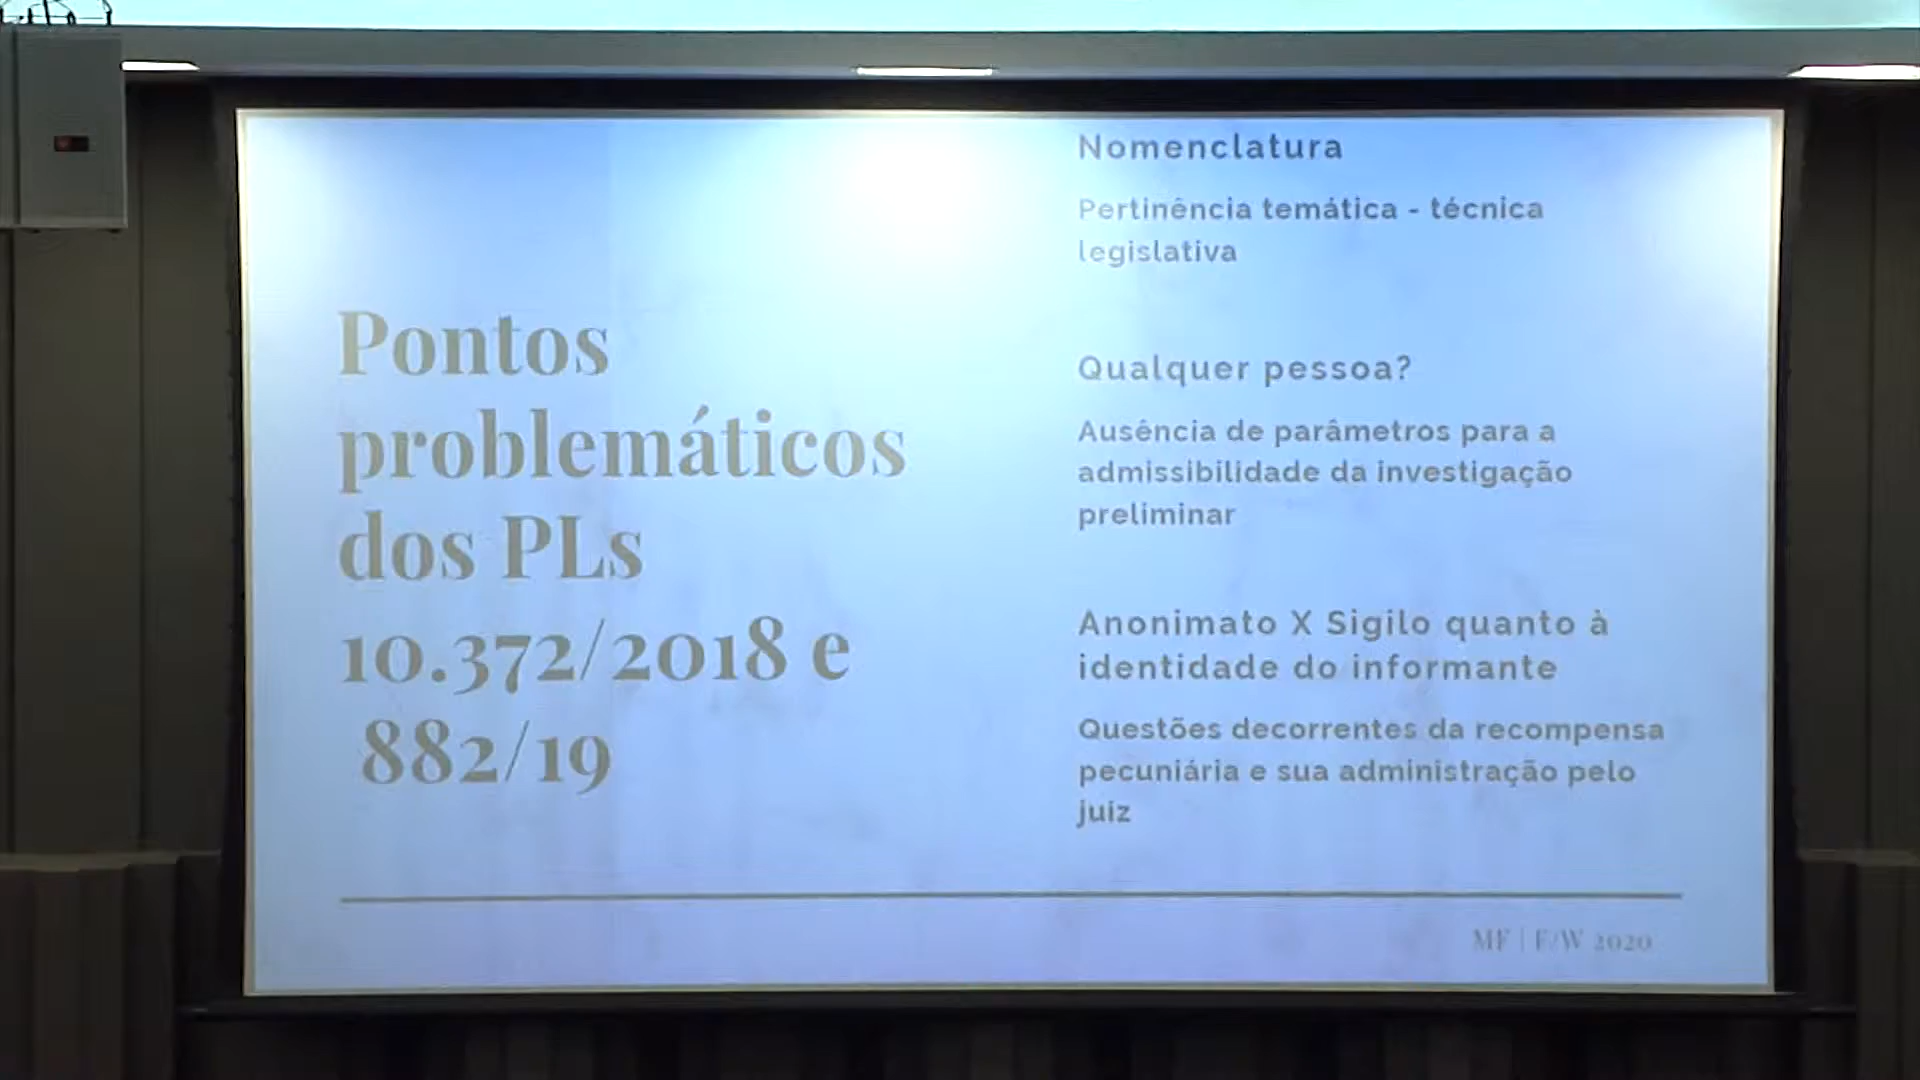 Pontos
problemáticos
dos PLs
10.372/2018 e
882/19
Nomenclatura
Pertinência temática - técnica
legislativa
Qualquer pessoa?
Ausência de parâmetros para a
admissibilidade da investigação
preliminar
Anonimato X Sigilo quanto à
identidade do informante
Questões decorrentes da recompensa
pecuniária e sua administração pelo
juiz
MF | F/W 2020